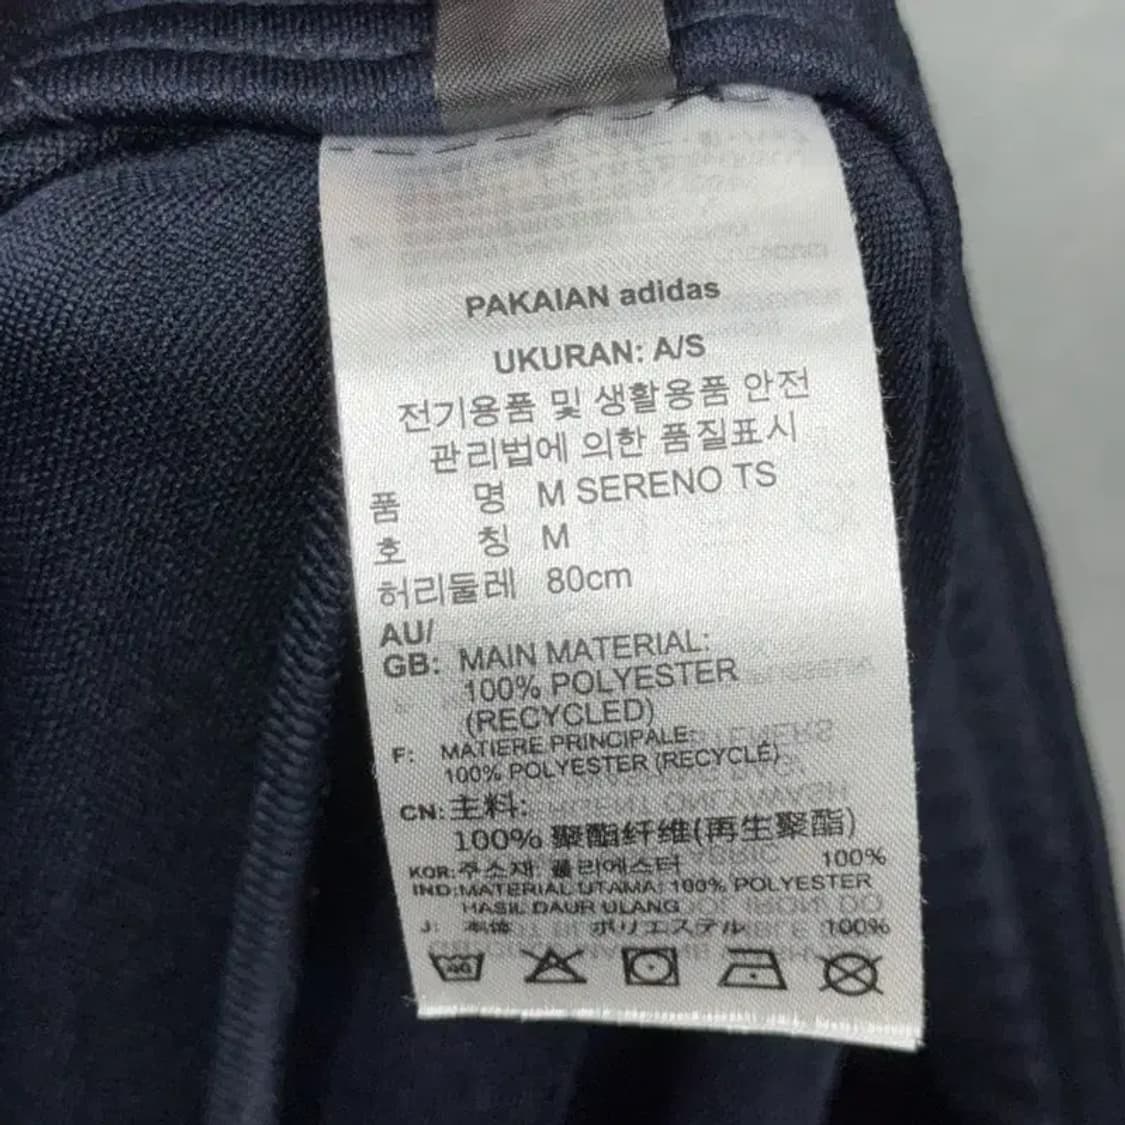 PAKAIAN adidas
UKURAN: A/S
전기용품 및 생활용품 안전
관리법에 의한 품질표시
품 명 M SERENO TS
호 칭 M
허리둘레 80cm
AU/
GB: MAIN MATERIAL:
100% POLYESTER
(RECYCLED)
F: MATIERE PRINCIPALE:
100% POLYESTER (RECYCLÉ)
CN: 主料:
100% 聚酯纤维(再生聚酯)
KOR: 주소재: 폴리에스터 100%
IND: MATERIAL UTAMA: 100% POLYESTER
HASIL DAUR ULANG
J: 本体 ポリエステル 100%
40